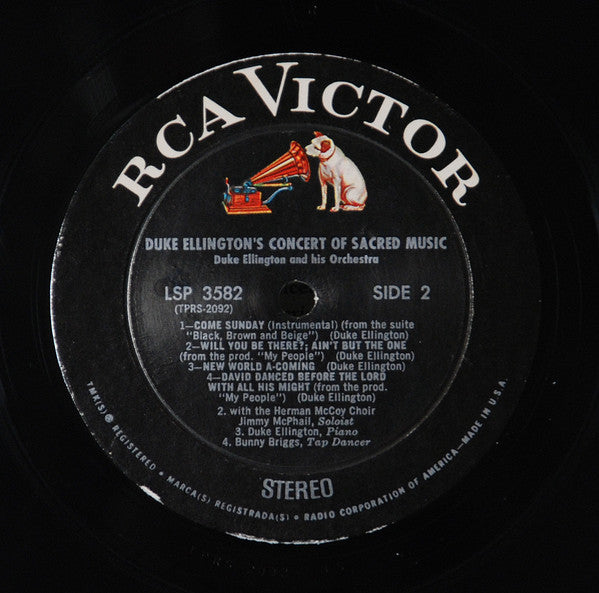 RCA VICTOR
DUKE ELLINGTON'S CONCERT OF SACRED MUSIC
Duke Ellington and his Orchestra
LSP 3582 SIDE 2
(TPRS-2092)
1—COME SUNDAY (Instrumental) (from the suite
"Black, Brown and Beige") (Duke Ellington)
2—WILL YOU BE THERE?; AIN'T BUT THE ONE
(from the prod. "My People") (Duke Ellington)
3—NEW WORLD A-COMING (Duke Ellington)
4—DAVID DANCED BEFORE THE LORD
WITH ALL HIS MIGHT (from the prod.
"My People") (Duke Ellington)
2. with the Herman McCoy Choir
Jimmy McPhail, Soloist
3. Duke Ellington, Piano
4. Bunny Briggs, Tap Dancer
STEREO
TMK(S) ® REGISTERED • MARCA(S) REGISTRADA(S) • RADIO CORPORATION OF AMERICA—MADE IN U.S.A.